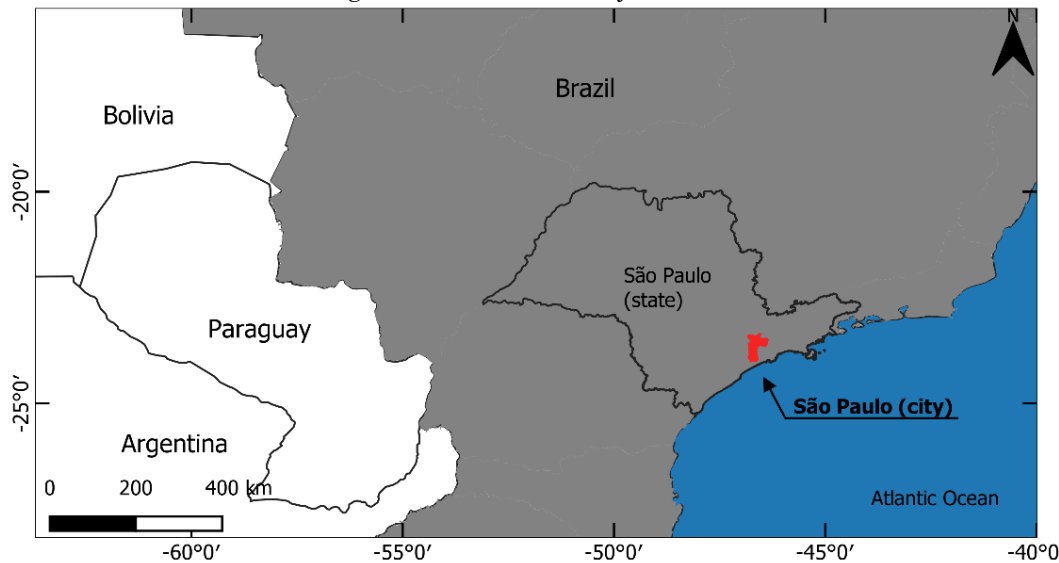 N
Brazil
Bolivia
São Paulo
(state)
Paraguay
São Paulo (city)
Argentina
Atlantic Ocean
0 200 400 km
-20°0′
-25°0′
-60°0′ -55°0′ -50°0′ -45°0′ -40°0